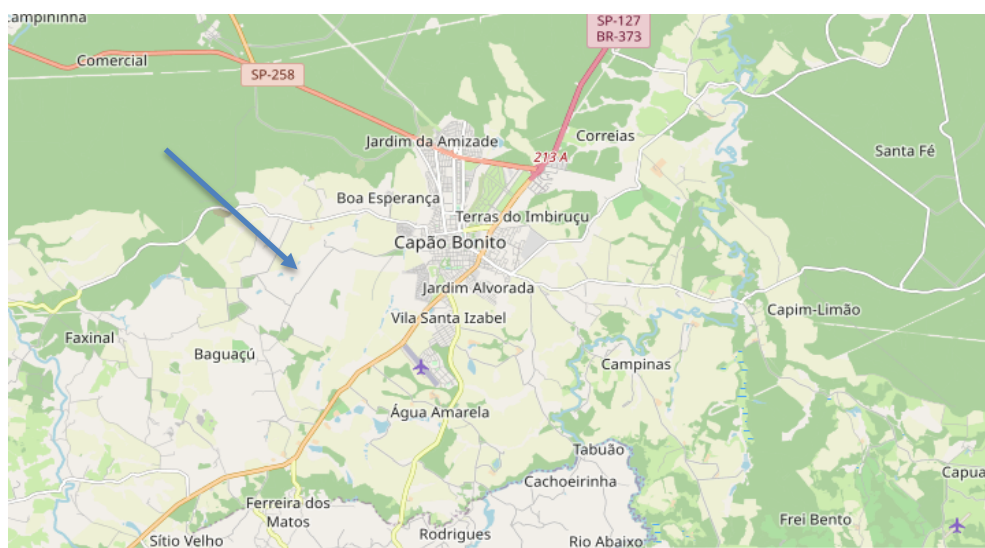 ampininha
SP-127
BR-373
Comercial
SP-258
Jardim da Amizade
Correias
213 A
Santa Fé
Boa Esperança
Terras do Imbiruçu
Capão Bonito
Jardim Alvorada
Capim-Limão
Vila Santa Izabel
Faxinal
Baguaçú
Campinas
Água Amarela
Tabuão
Capua
Cachoeirinha
Ferreira dos
Matos
Frei Bento
Rodrigues
Sítio Velho
Rio Abaixo